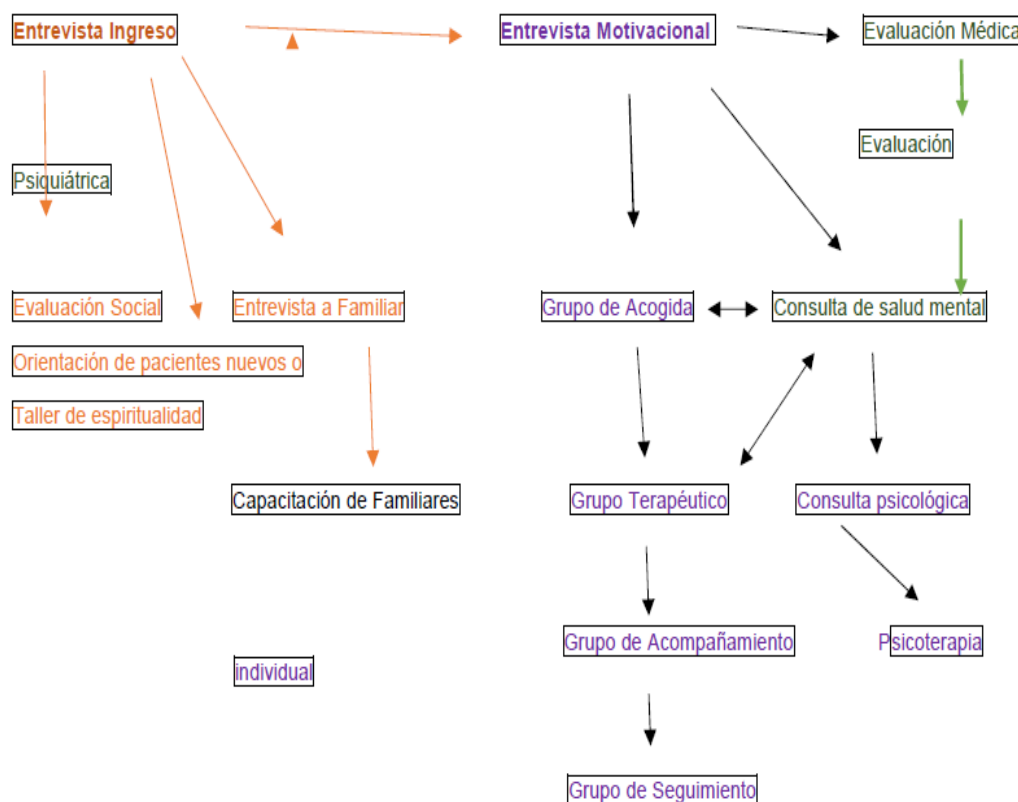 Entrevista Ingreso Entrevista Motivacional Evaluación Médica
Evaluación
Psiquiátrica
Evaluación Social Entrevista a Familiar Grupo de Acogida Consulta de salud mental
Orientación de pacientes nuevos o
Taller de espiritualidad
Capacitación de Familiares Grupo Terapéutico Consulta psicológica
Grupo de Acompañamiento Psicoterapia
individual
Grupo de Seguimiento